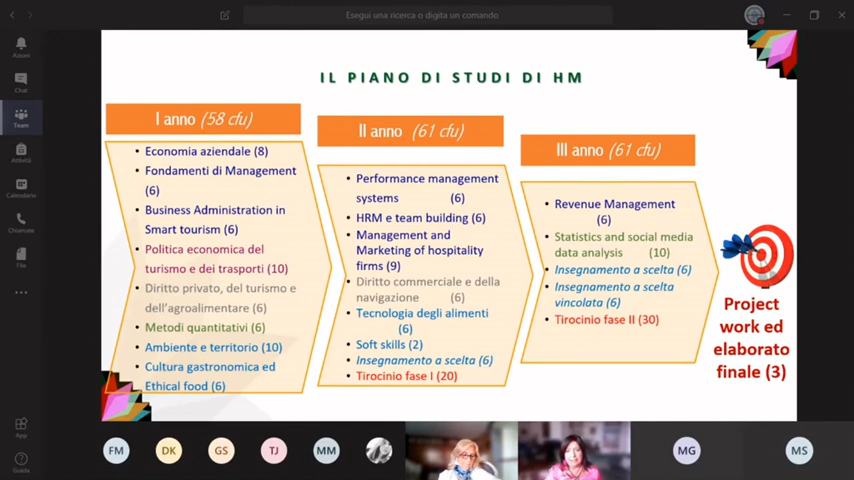 Esegui una ricerca o digita un comando
Azioni
Chat
Team
Attività
Calendario
Chiamate
File
App
Guida
IL PIANO DI STUDI DI HM
I anno (58 cfu)
• Economia aziendale (8)
• Fondamenti di Management
(6)
• Business Administration in
Smart tourism (6)
• Politica economica del
turismo e dei trasporti (10)
• Diritto privato, del turismo e
dell'agroalimentare (6)
• Metodi quantitativi (6)
• Ambiente e territorio (10)
• Cultura gastronomica ed
Ethical food (6)
II anno (61 cfu)
• Performance management
systems (6)
• HRM e team building (6)
• Management and
Marketing of hospitality
firms (9)
• Diritto commerciale e della
navigazione (6)
• Tecnologia degli alimenti
(6)
• Soft skills (2)
• Insegnamento a scelta (6)
• Tirocinio fase I (20)
III anno (61 cfu)
• Revenue Management
(6)
• Statistics and social media
data analysis (10)
• Insegnamento a scelta (6)
• Insegnamento a scelta
vincolata (6)
• Tirocinio fase II (30)
Project
work ed
elaborato
finale (3)
FM
DK
GS
TJ
MM
MG
MS